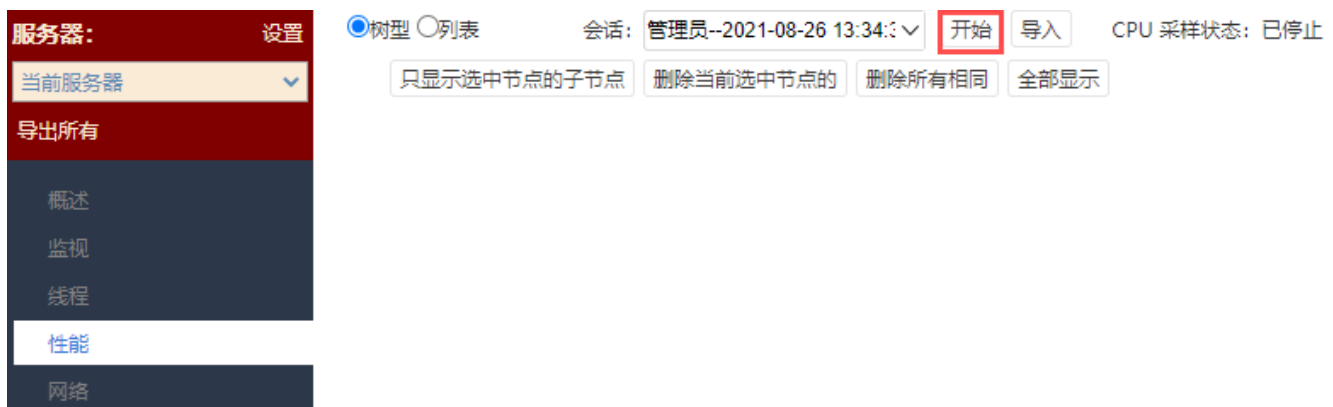 服务器： 设置
树型 列表 会话： 管理员--2021-08-26 13:34:3 开始 导入 CPU 采样状态：已停止
当前服务器
只显示选中节点的子节点 删除当前选中节点的 删除所有相同 全部显示
导出所有
概述
监视
线程
性能
网络